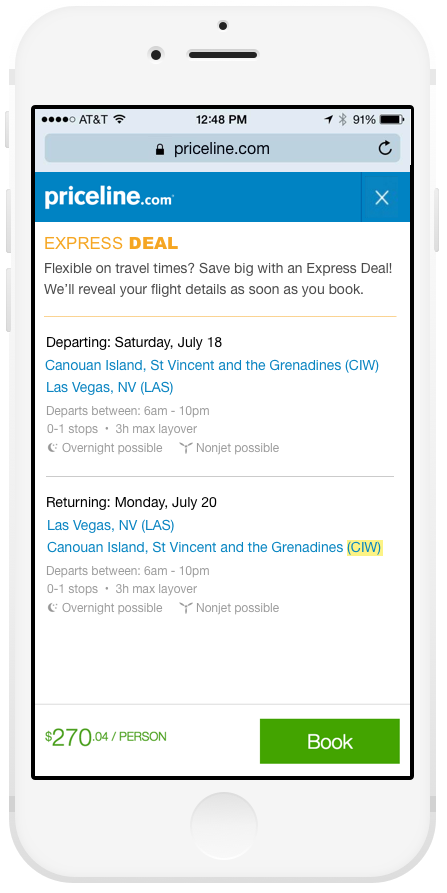 AT&T 12:48 PM 91%
priceline.com
priceline.com
EXPRESS DEAL
Flexible on travel times? Save big with an Express Deal!
We'll reveal your flight details as soon as you book.
Departing: Saturday, July 18
Canouan Island, St Vincent and the Grenadines (CIW)
Las Vegas, NV (LAS)
Departs between: 6am - 10pm
0-1 stops • 3h max layover
Overnight possible Nonjet possible
Returning: Monday, July 20
Las Vegas, NV (LAS)
Canouan Island, St Vincent and the Grenadines (CIW)
Departs between: 6am - 10pm
0-1 stops • 3h max layover
Overnight possible Nonjet possible
$270.04 / PERSON
Book